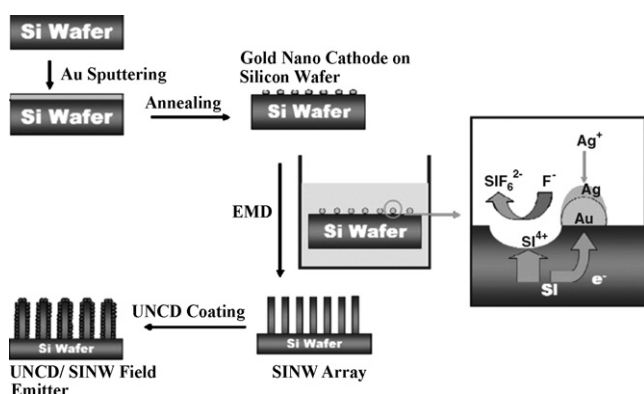 Si Wafer
Au Sputtering
Si Wafer
Annealing
Gold Nano Cathode on
Silicon Wafer
Si Wafer
EMD
Si Wafer
Ag+
SIF6 2-
F-
Ag
Au
SI4+
SI
e-
UNCD Coating
Si Wafer
SINW Array
Si Wafer
UNCD/ SINW Field
Emitter